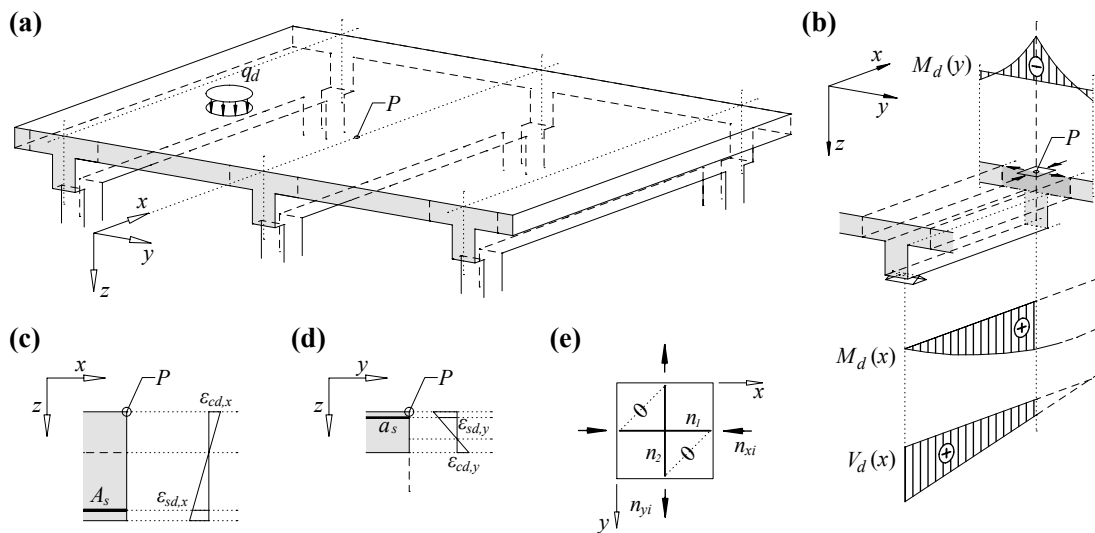 (a)
q_d
P
x
y
z
(b)
M_d(y)
x
y
z
P
M_d(x)
V_d(x)
(c)
x
z
P
ε_cd,x
A_s
ε_sd,x
(d)
y
z
P
a_s
ε_sd,y
ε_cd,y
(e)
x
θ
n_1
n_2
θ
n_xi
n_yi
y